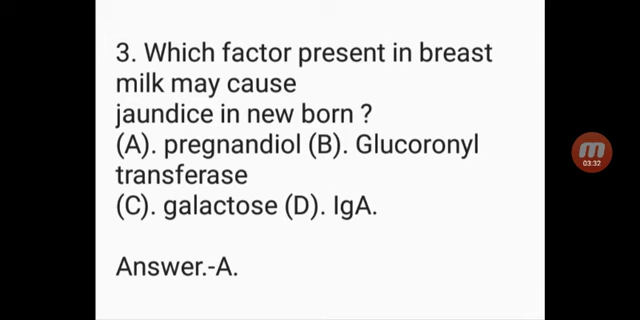 3. Which factor present in breast
milk may cause
jaundice in new born ?
(A). pregnandiol (B). Glucoronyl
transferase
(C). galactose (D). IgA.
Answer.-A.
03:32